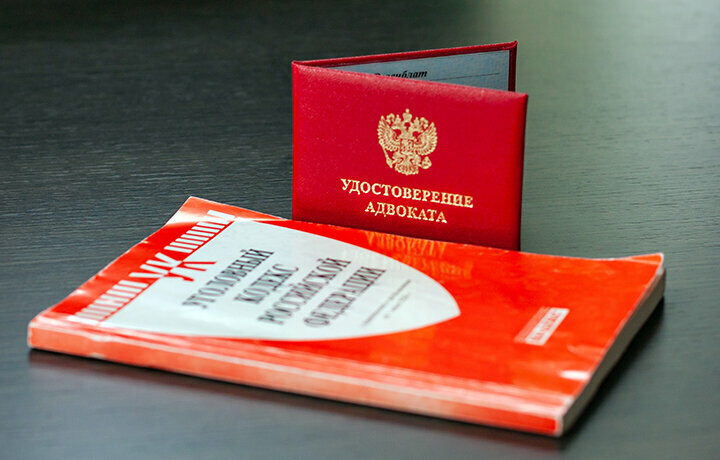 УДОСТОВЕРЕНИЕ
АДВОКАТА
УК
УГОЛОВНЫЙ
КОДЕКС
РОССИЙСКОЙ
ФЕДЕРАЦИИ